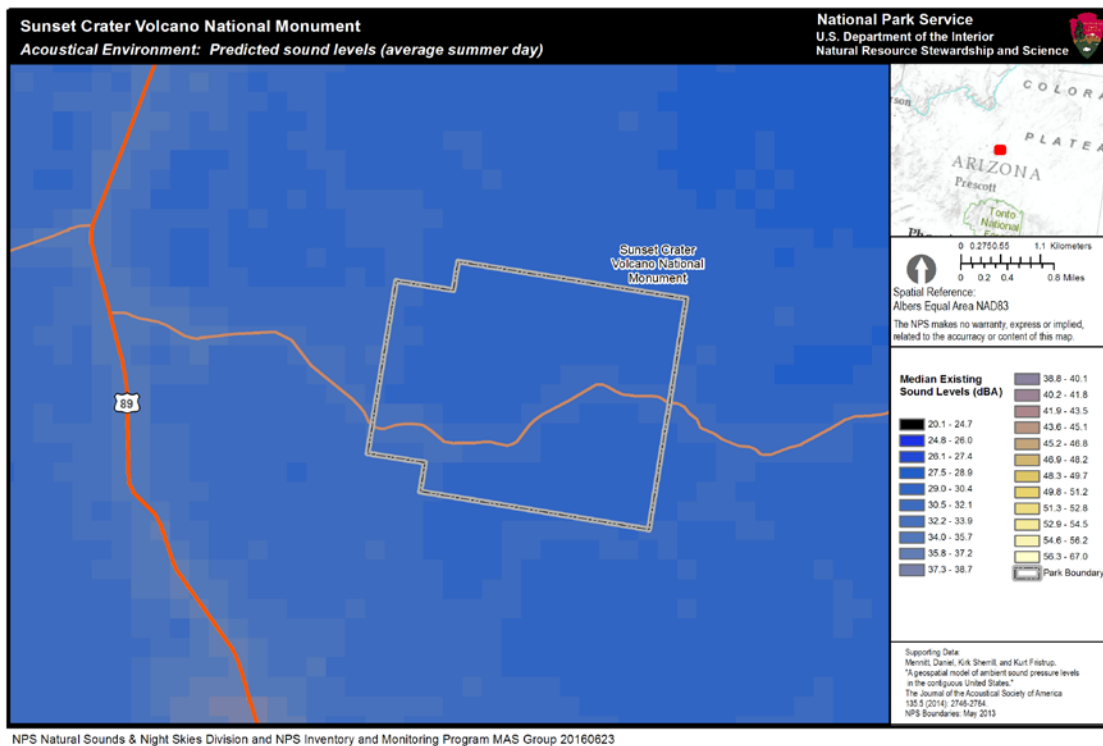 Sunset Crater Volcano National Monument
Acoustical Environment: Predicted sound levels (average summer day)
National Park Service
U.S. Department of the Interior
Natural Resource Stewardship and Science
COLORA
PLATEA
ARIZONA
Prescott
Tonto
National
Sunset Crater
Volcano National
Monument
89
0 0.275 0.55 1.1 Kilometers
0 0.2 0.4 0.8 Miles
Spatial Reference:
Albers Equal Area NAD83
The NPS makes no warranty, express or implied,
related to the accurracy or content of this map.
Median Existing
Sound Levels (dBA)
20.1 - 24.7
24.8 - 26.0
26.1 - 27.4
27.5 - 28.9
29.0 - 30.4
30.5 - 32.1
32.2 - 33.9
34.0 - 35.7
35.8 - 37.2
37.3 - 38.7
38.8 - 40.1
40.2 - 41.8
41.9 - 43.5
43.6 - 45.1
45.2 - 46.8
46.9 - 48.2
48.3 - 49.7
49.8 - 51.2
51.3 - 52.8
52.9 - 54.5
54.6 - 56.2
56.3 - 67.0
Park Boundary
Supporting Data:
Mennitt, Daniel, Kirk Sherrill, and Kurt Fristrup.
"A geospatial model of ambient sound pressure levels
in the contiguous United States."
The Journal of the Acoustical Society of America
135.5 (2014): 2746-2764.
NPS Boundaries: May 2013
NPS Natural Sounds & Night Skies Division and NPS Inventory and Monitoring Program MAS Group 20160623